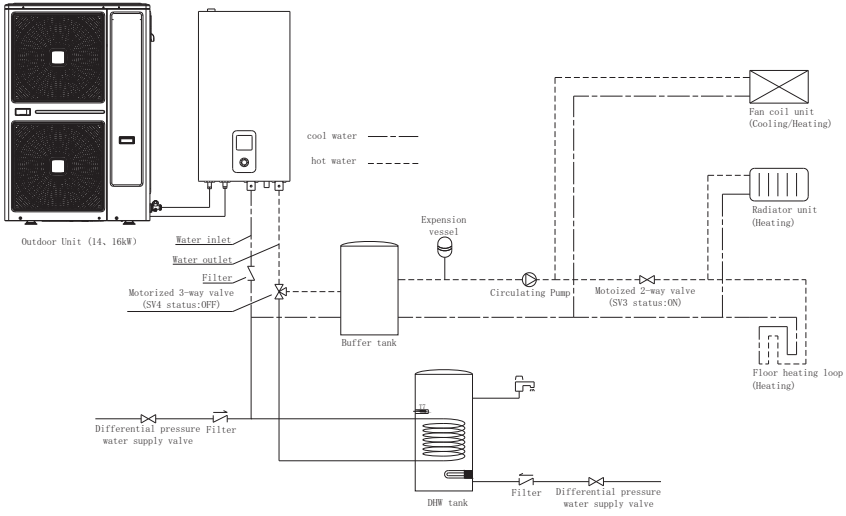 cool water
hot water
Fan coil unit
(Cooling/Heating)
Radiator unit
(Heating)
Expension
vessel
Outdoor Unit (14、16kW)
Water inlet
Water outlet
Filter
Motorized 3-way valve
(SV4 status:OFF)
Circulating Pump
Motoized 2-way valve
(SV3 status:ON)
Buffer tank
Floor heating loop
(Heating)
Differential pressure
water supply valve
Filter
DHW tank
Filter
Differential pressure
water supply valve